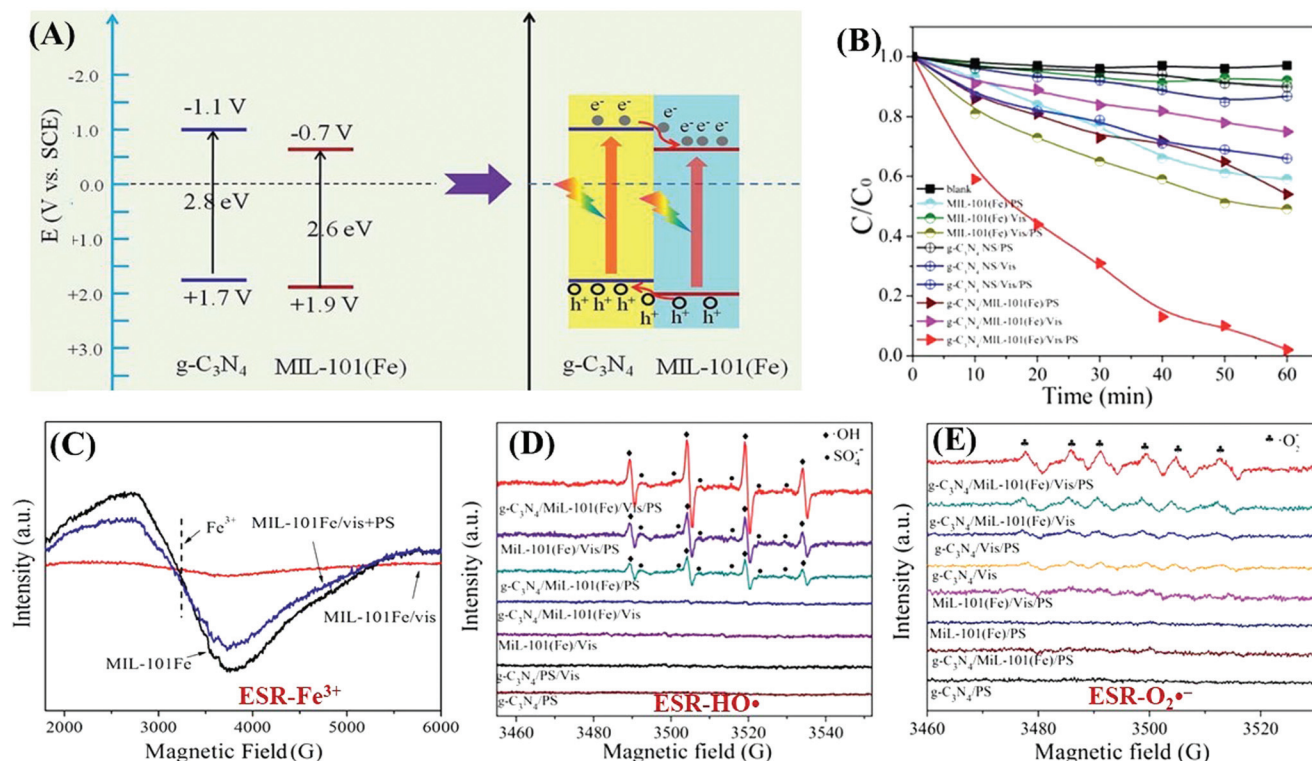 (A)
E (V vs. SCE)
-2.0
-1.0
0.0
+1.0
+2.0
+3.0
-1.1 V
-0.7 V
2.8 eV
2.6 eV
+1.7 V
+1.9 V
g-C₃N₄ MIL-101(Fe)
e⁻ e⁻ e⁻
e⁻ e⁻ e⁻
h⁺ h⁺ h⁺ h⁺ h⁺ h⁺
g-C₃N₄ MIL-101(Fe)
(B)
C/C₀
1.0
0.8
0.6
0.4
0.2
0.0
blank
MIL-101(Fe)/PS
MIL-101(Fe)/Vis
MIL-101(Fe)/Vis/PS
g-C₃N₄ NS/PS
g-C₃N₄ NS/Vis
g-C₃N₄ NS/Vis/PS
g-C₃N₄/MIL-101(Fe)/PS
g-C₃N₄/MIL-101(Fe)/Vis
g-C₃N₄/MIL-101(Fe)/Vis/PS
0 10 20 30 40 50 60
Time (min)
(C)
Intensity (a.u.)
Fe³⁺
MIL-101Fe/vis+PS
MIL-101Fe/vis
MIL-101Fe
ESR-Fe³⁺
2000 3000 4000 5000 6000
Magnetic Field (G)
(D)
Intensity (a.u.)
♦ ·OH
• SO₄·⁻
g-C₃N₄/MiL-101(Fe)/Vis/PS
MiL-101(Fe)/Vis/PS
g-C₃N₄/MiL-101(Fe)/PS
g-C₃N₄/MiL-101(Fe)/Vis
MiL-101(Fe)/Vis
g-C₃N₄/PS/Vis
g-C₃N₄/PS
ESR-HO•
3460 3480 3500 3520 3540
Magnetic field (G)
(E)
Intensity (a.u.)
♣ ·O₂⁻
g-C₃N₄/MiL-101(Fe)/Vis/PS
g-C₃N₄/MiL-101(Fe)/Vis
g-C₃N₄/Vis/PS
g-C₃N₄/Vis
MiL-101(Fe)/Vis/PS
MiL-101(Fe)/PS
g-C₃N₄/MiL-101(Fe)/PS
g-C₃N₄/PS
ESR-O₂•⁻
3460 3480 3500 3520
Magnetic field (G)